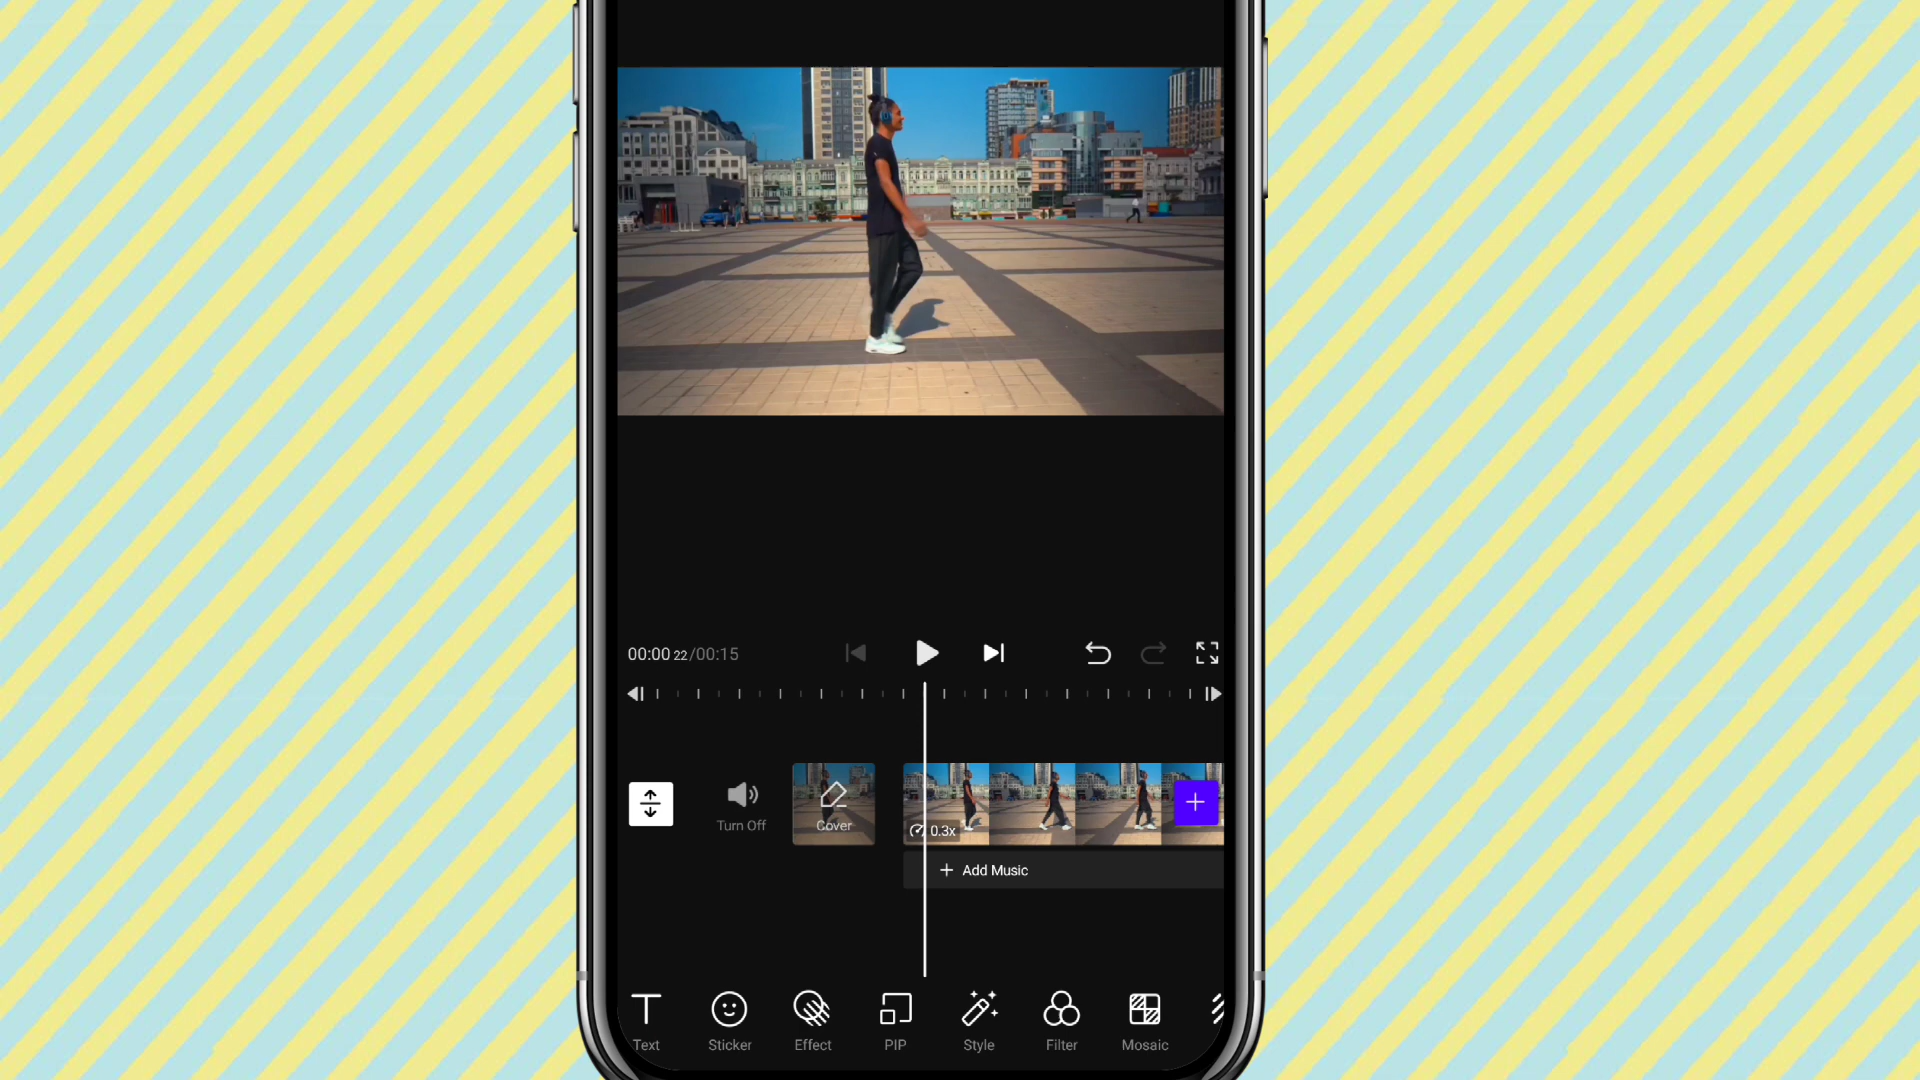 00:00 22/00:15
Turn Off
Cover
0.3x
Add Music
Text
Sticker
Effect
PIP
Style
Filter
Mosaic